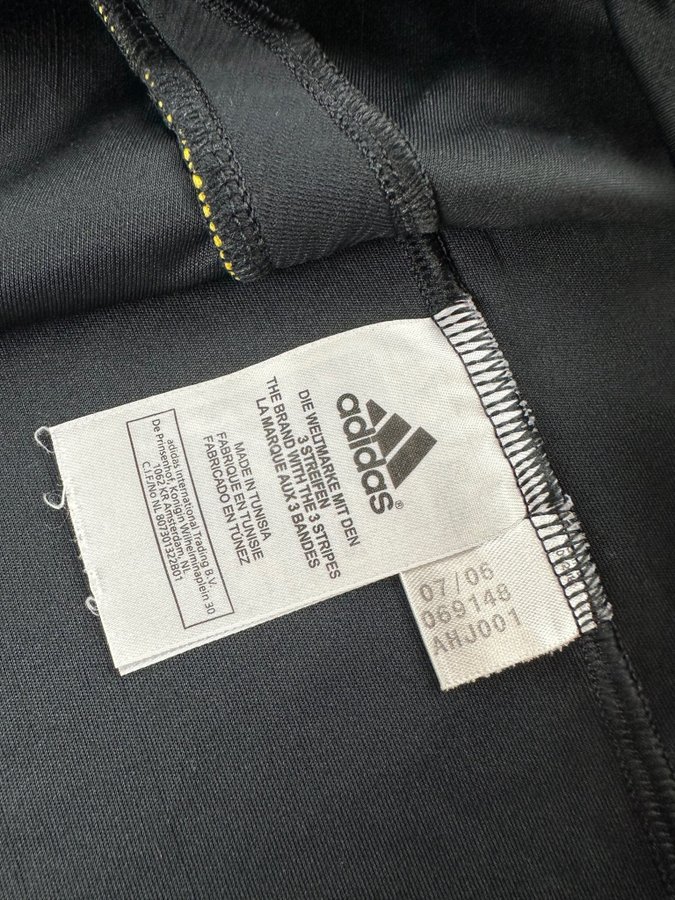 adidas®
DIE WELTMARKE MIT DEN
3 STREIFEN
THE BRAND WITH THE 3 STRIPES
LA MARQUE AUX 3 BANDES
MADE IN TUNISIA
FABRIQUE EN TUNISIE
FABRICADO EN TÚNEZ
adidas International Trading B.V.
De Prinsenhof, Konigin Wilhelminaplein 30
1062 KR Amsterdam, NL
C.I.F./No NL 807301322B01
07/06
069148
AHJ001